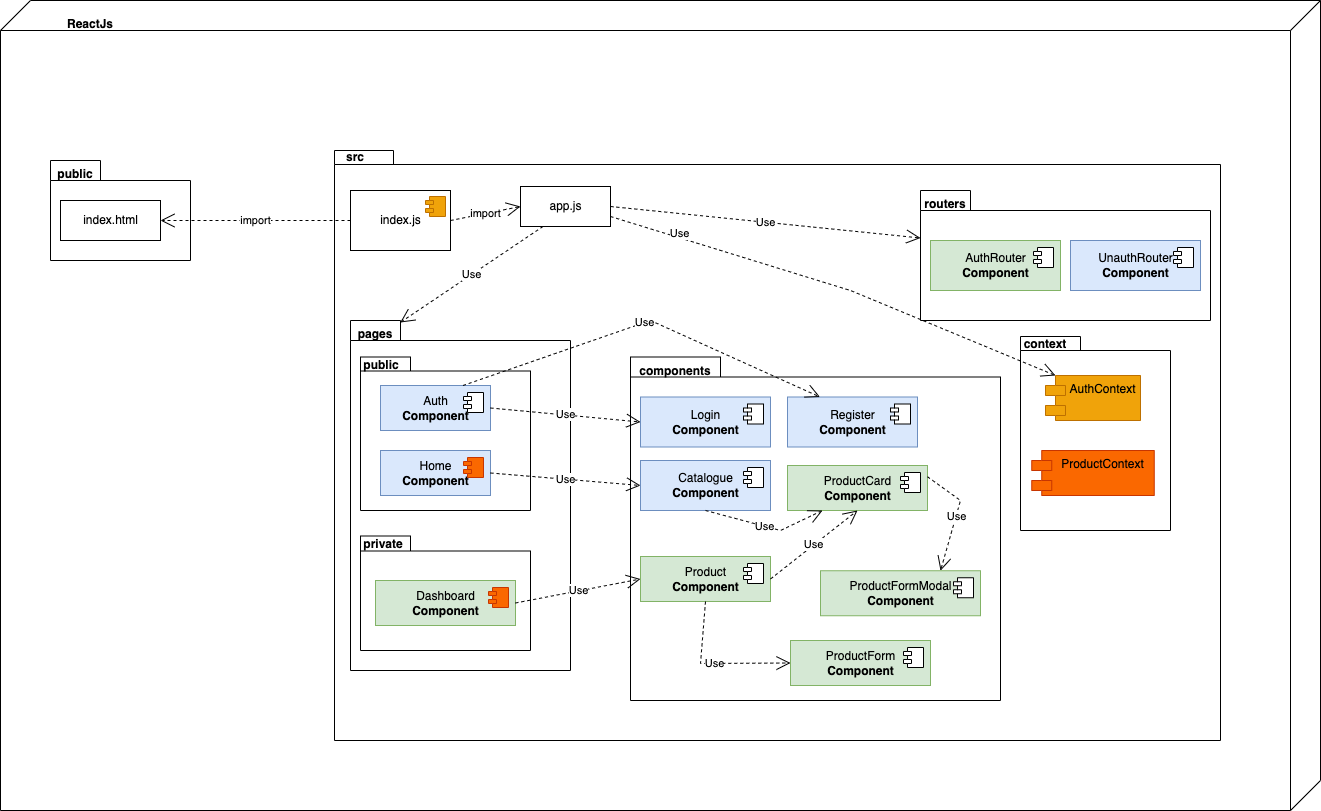 ReactJs
public
index.html
import
src
index.js
import
app.js
Use
Use
Use
routers
AuthRouter
Component
UnauthRouter
Component
context
AuthContext
ProductContext
pages
public
Auth
Component
Home
Component
private
Dashboard
Component
Use
Use
Use
Use
components
Login
Component
Register
Component
Catalogue
Component
ProductCard
Component
Use
Use
Use
Product
Component
ProductFormModal
Component
Use
ProductForm
Component